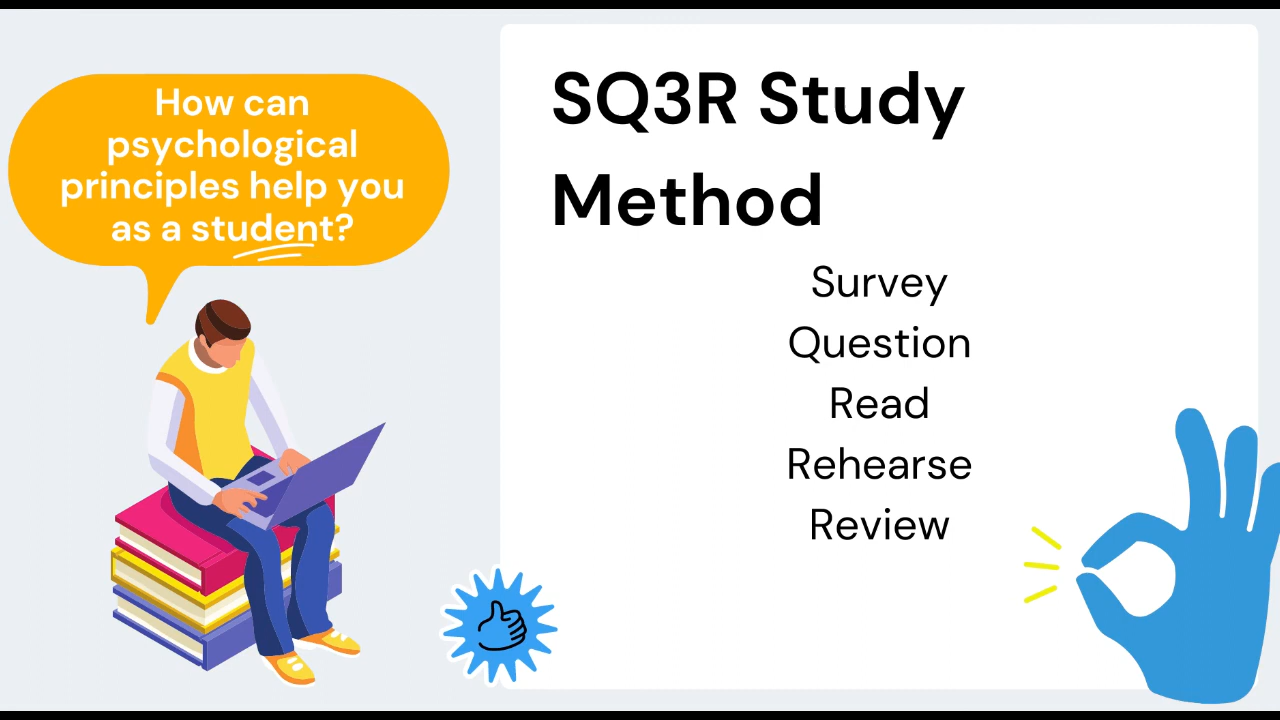 How can
psychological
principles help you
as a student?
SQ3R Study
Method
Survey
Question
Read
Rehearse
Review